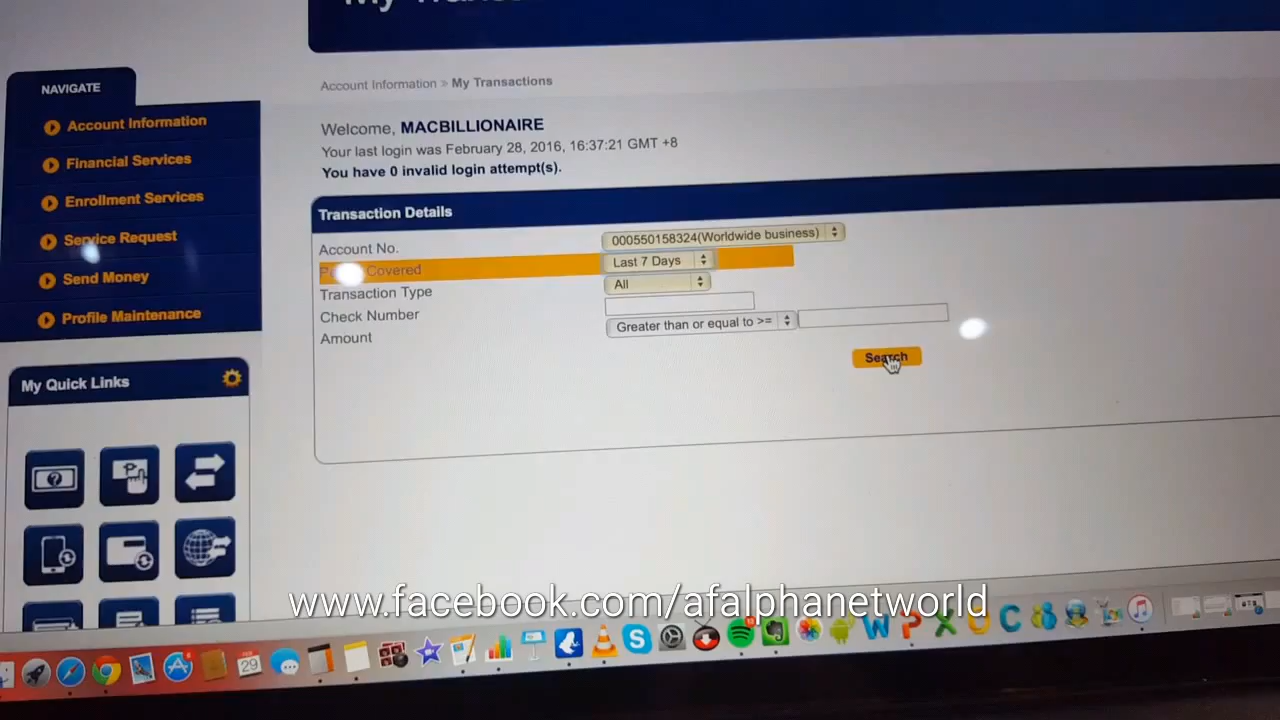 NAVIGATE
Account Information
Financial Services
Enrollment Services
Service Request
Send Money
Profile Maintenance
My Quick Links
Account Information » My Transactions
Welcome, MACBILLIONAIRE
Your last login was February 28, 2016, 16:37:21 GMT +8
You have 0 invalid login attempt(s).
Transaction Details
Account No. 000550158324(Worldwide business)
Covered Last 7 Days
Transaction Type All
Check Number
Amount Greater than or equal to >=
Search
www.facebook.com/afalphanetworld
29